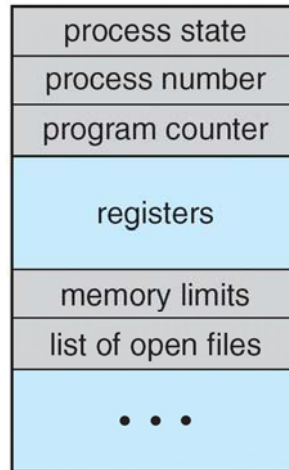 process state
process number
program counter
registers
memory limits
list of open files
• • •